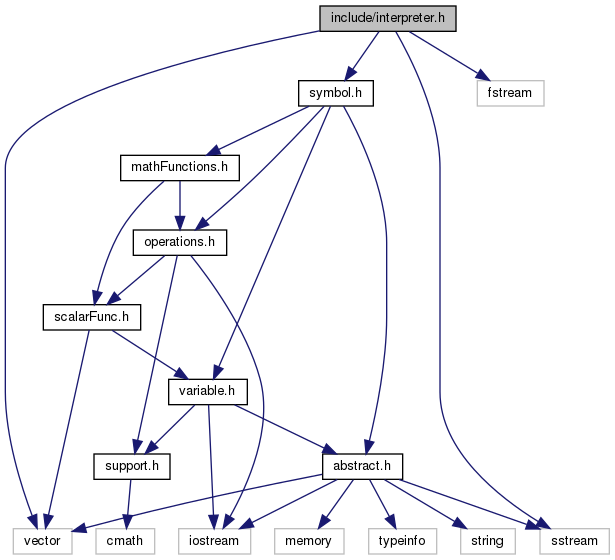 include/interpreter.h
symbol.h
fstream
mathFunctions.h
operations.h
scalarFunc.h
variable.h
support.h
abstract.h
vector
cmath
iostream
memory
typeinfo
string
sstream